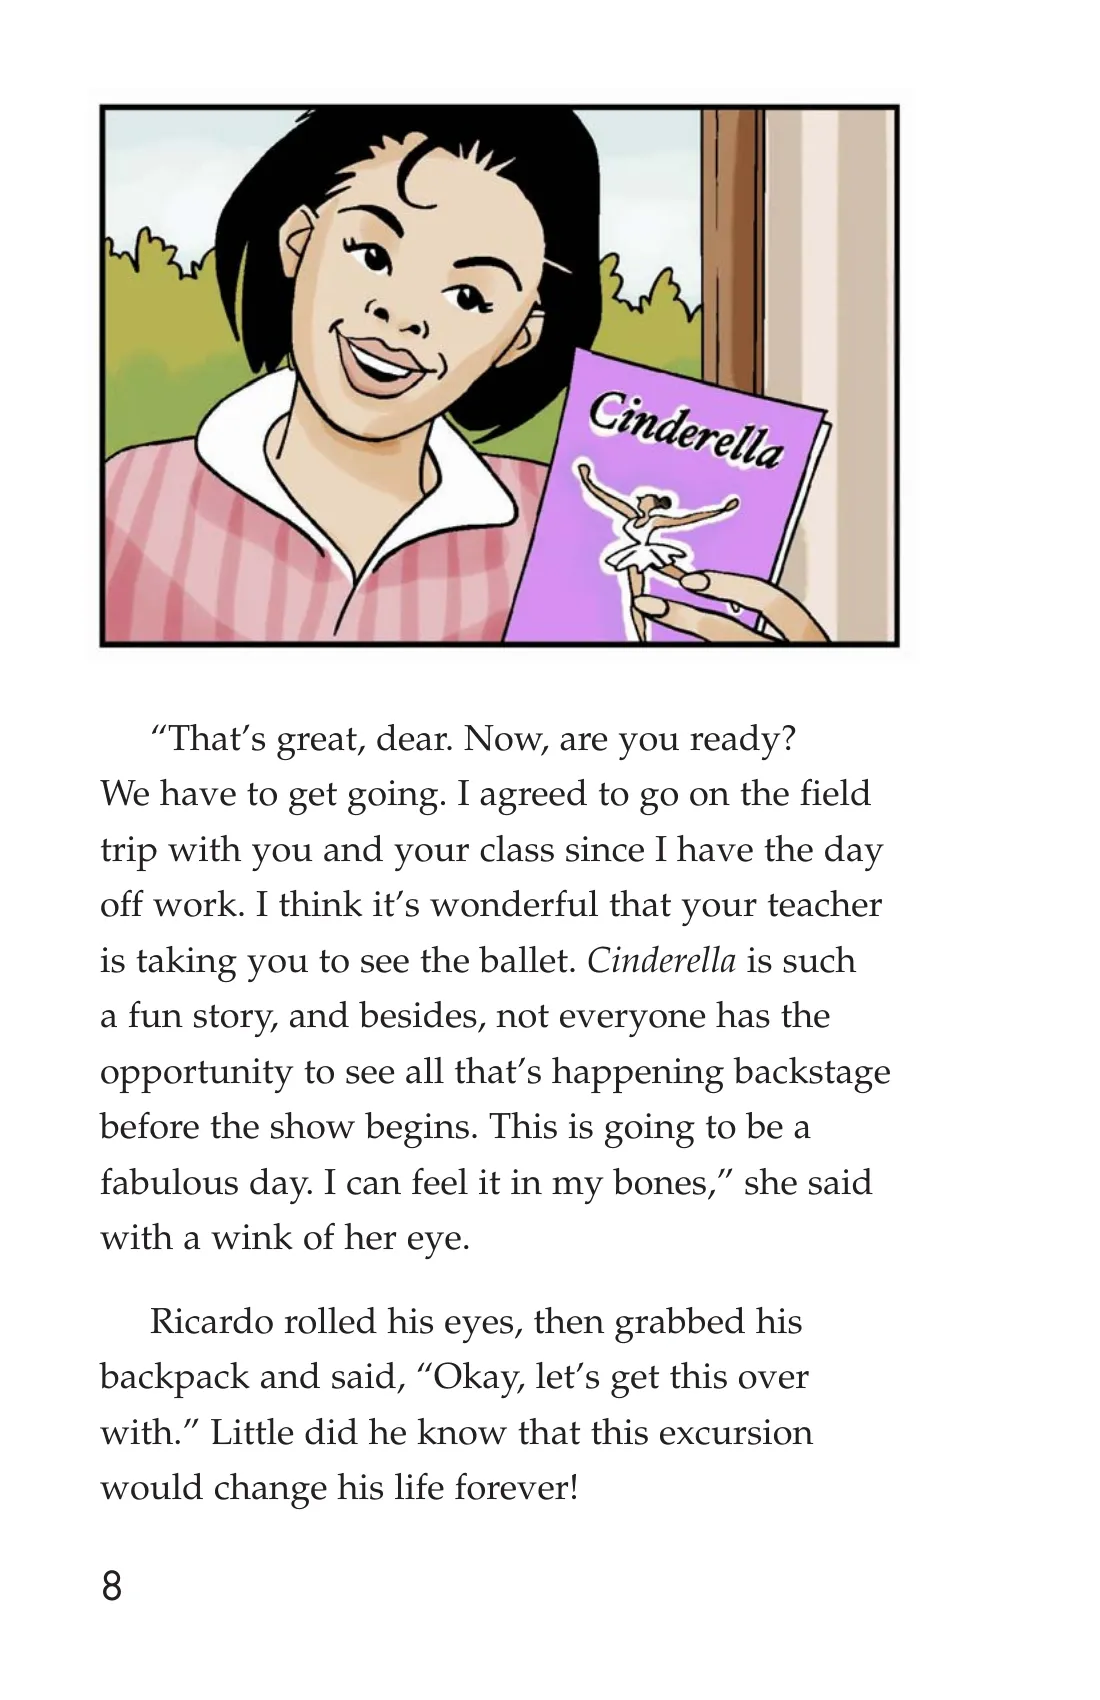 Cinderella
“That’s great, dear. Now, are you ready?
We have to get going. I agreed to go on the field
trip with you and your class since I have the day
off work. I think it’s wonderful that your teacher
is taking you to see the ballet. Cinderella is such
a fun story, and besides, not everyone has the
opportunity to see all that’s happening backstage
before the show begins. This is going to be a
fabulous day. I can feel it in my bones,” she said
with a wink of her eye.
Ricardo rolled his eyes, then grabbed his
backpack and said, “Okay, let’s get this over
with.” Little did he know that this excursion
would change his life forever!
8